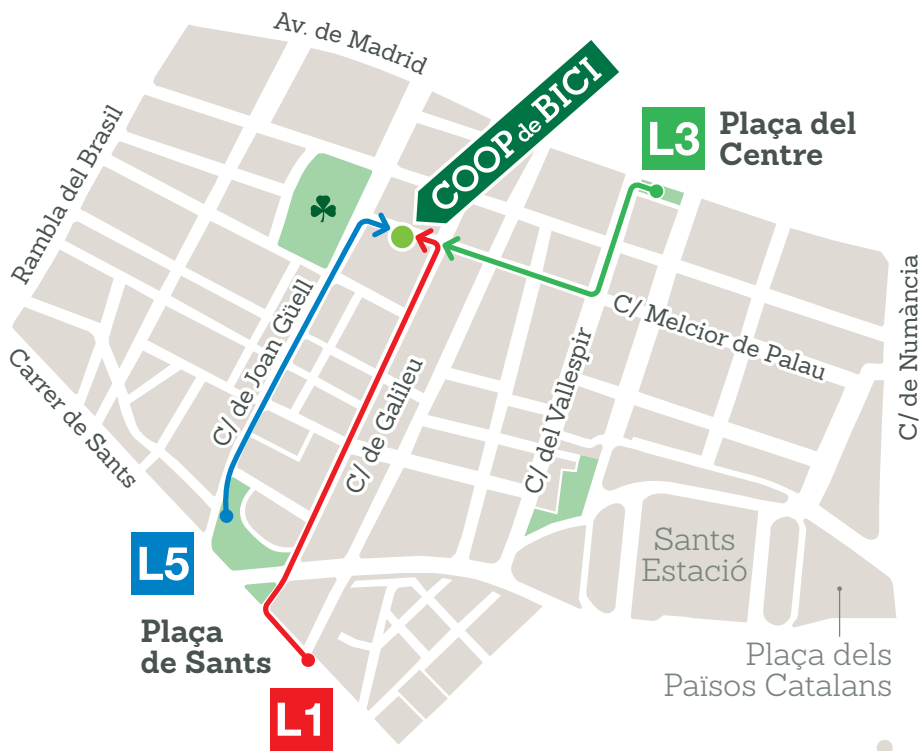 Av. de Madrid
COOP de BICI
L3
Plaça del
Centre
Rambla del Brasil
C/ de Joan Güell
C/ Melcior de Palau
C/ de Numància
Carrer de Sants
C/ de Galileu
C/ del Vallespir
Sants
Estació
L5
Plaça
de Sants
Plaça dels
Països Catalans
L1